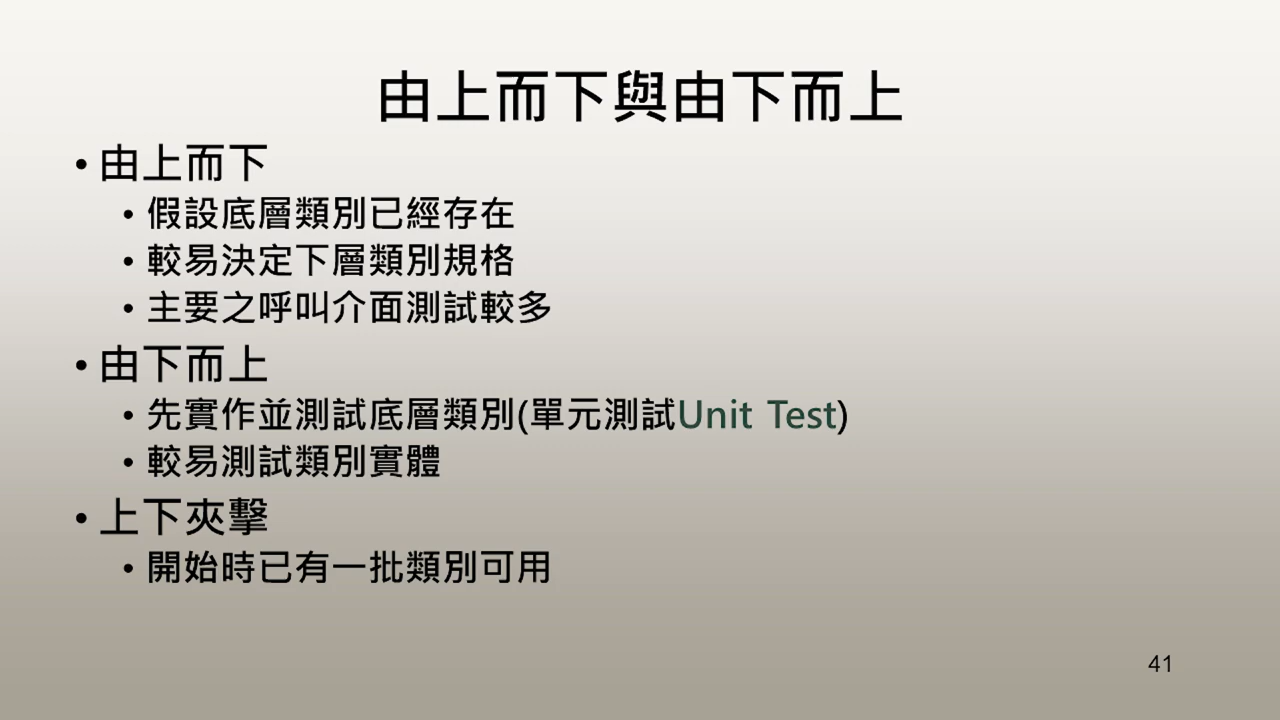 由上而下與由下而上
• 由上而下
• 假設底層類別已經存在
• 較易決定下層類別規格
• 主要之呼叫介面測試較多
• 由下而上
• 先實作並測試底層類別(單元測試Unit Test)
• 較易測試類別實體
• 上下夾擊
• 開始時已有一批類別可用
41